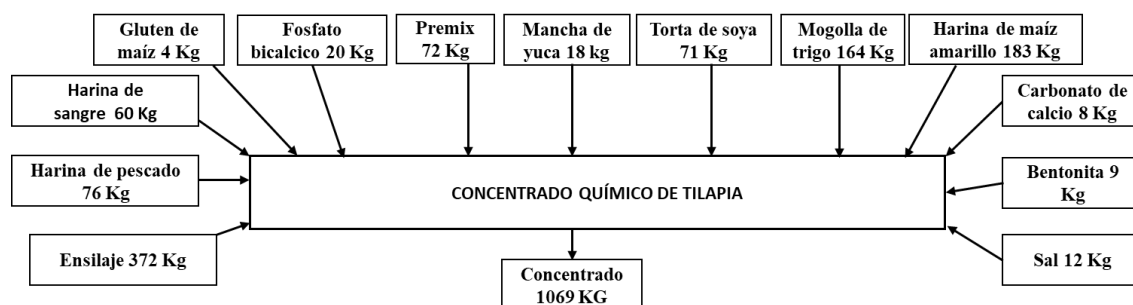 Gluten de
maíz 4 Kg
Fosfato
bicalcico 20 Kg
Premix
72 Kg
Mancha de
yuca 18 kg
Torta de soya
71 Kg
Mogolla de
trigo 164 Kg
Harina de maíz
amarillo 183 Kg
Harina de
sangre 60 Kg
Carbonato de
calcio 8 Kg
Harina de pescado
76 Kg
CONCENTRADO QUÍMICO DE TILAPIA
Bentonita 9
Kg
Ensilaje 372 Kg
Concentrado
1069 KG
Sal 12 Kg